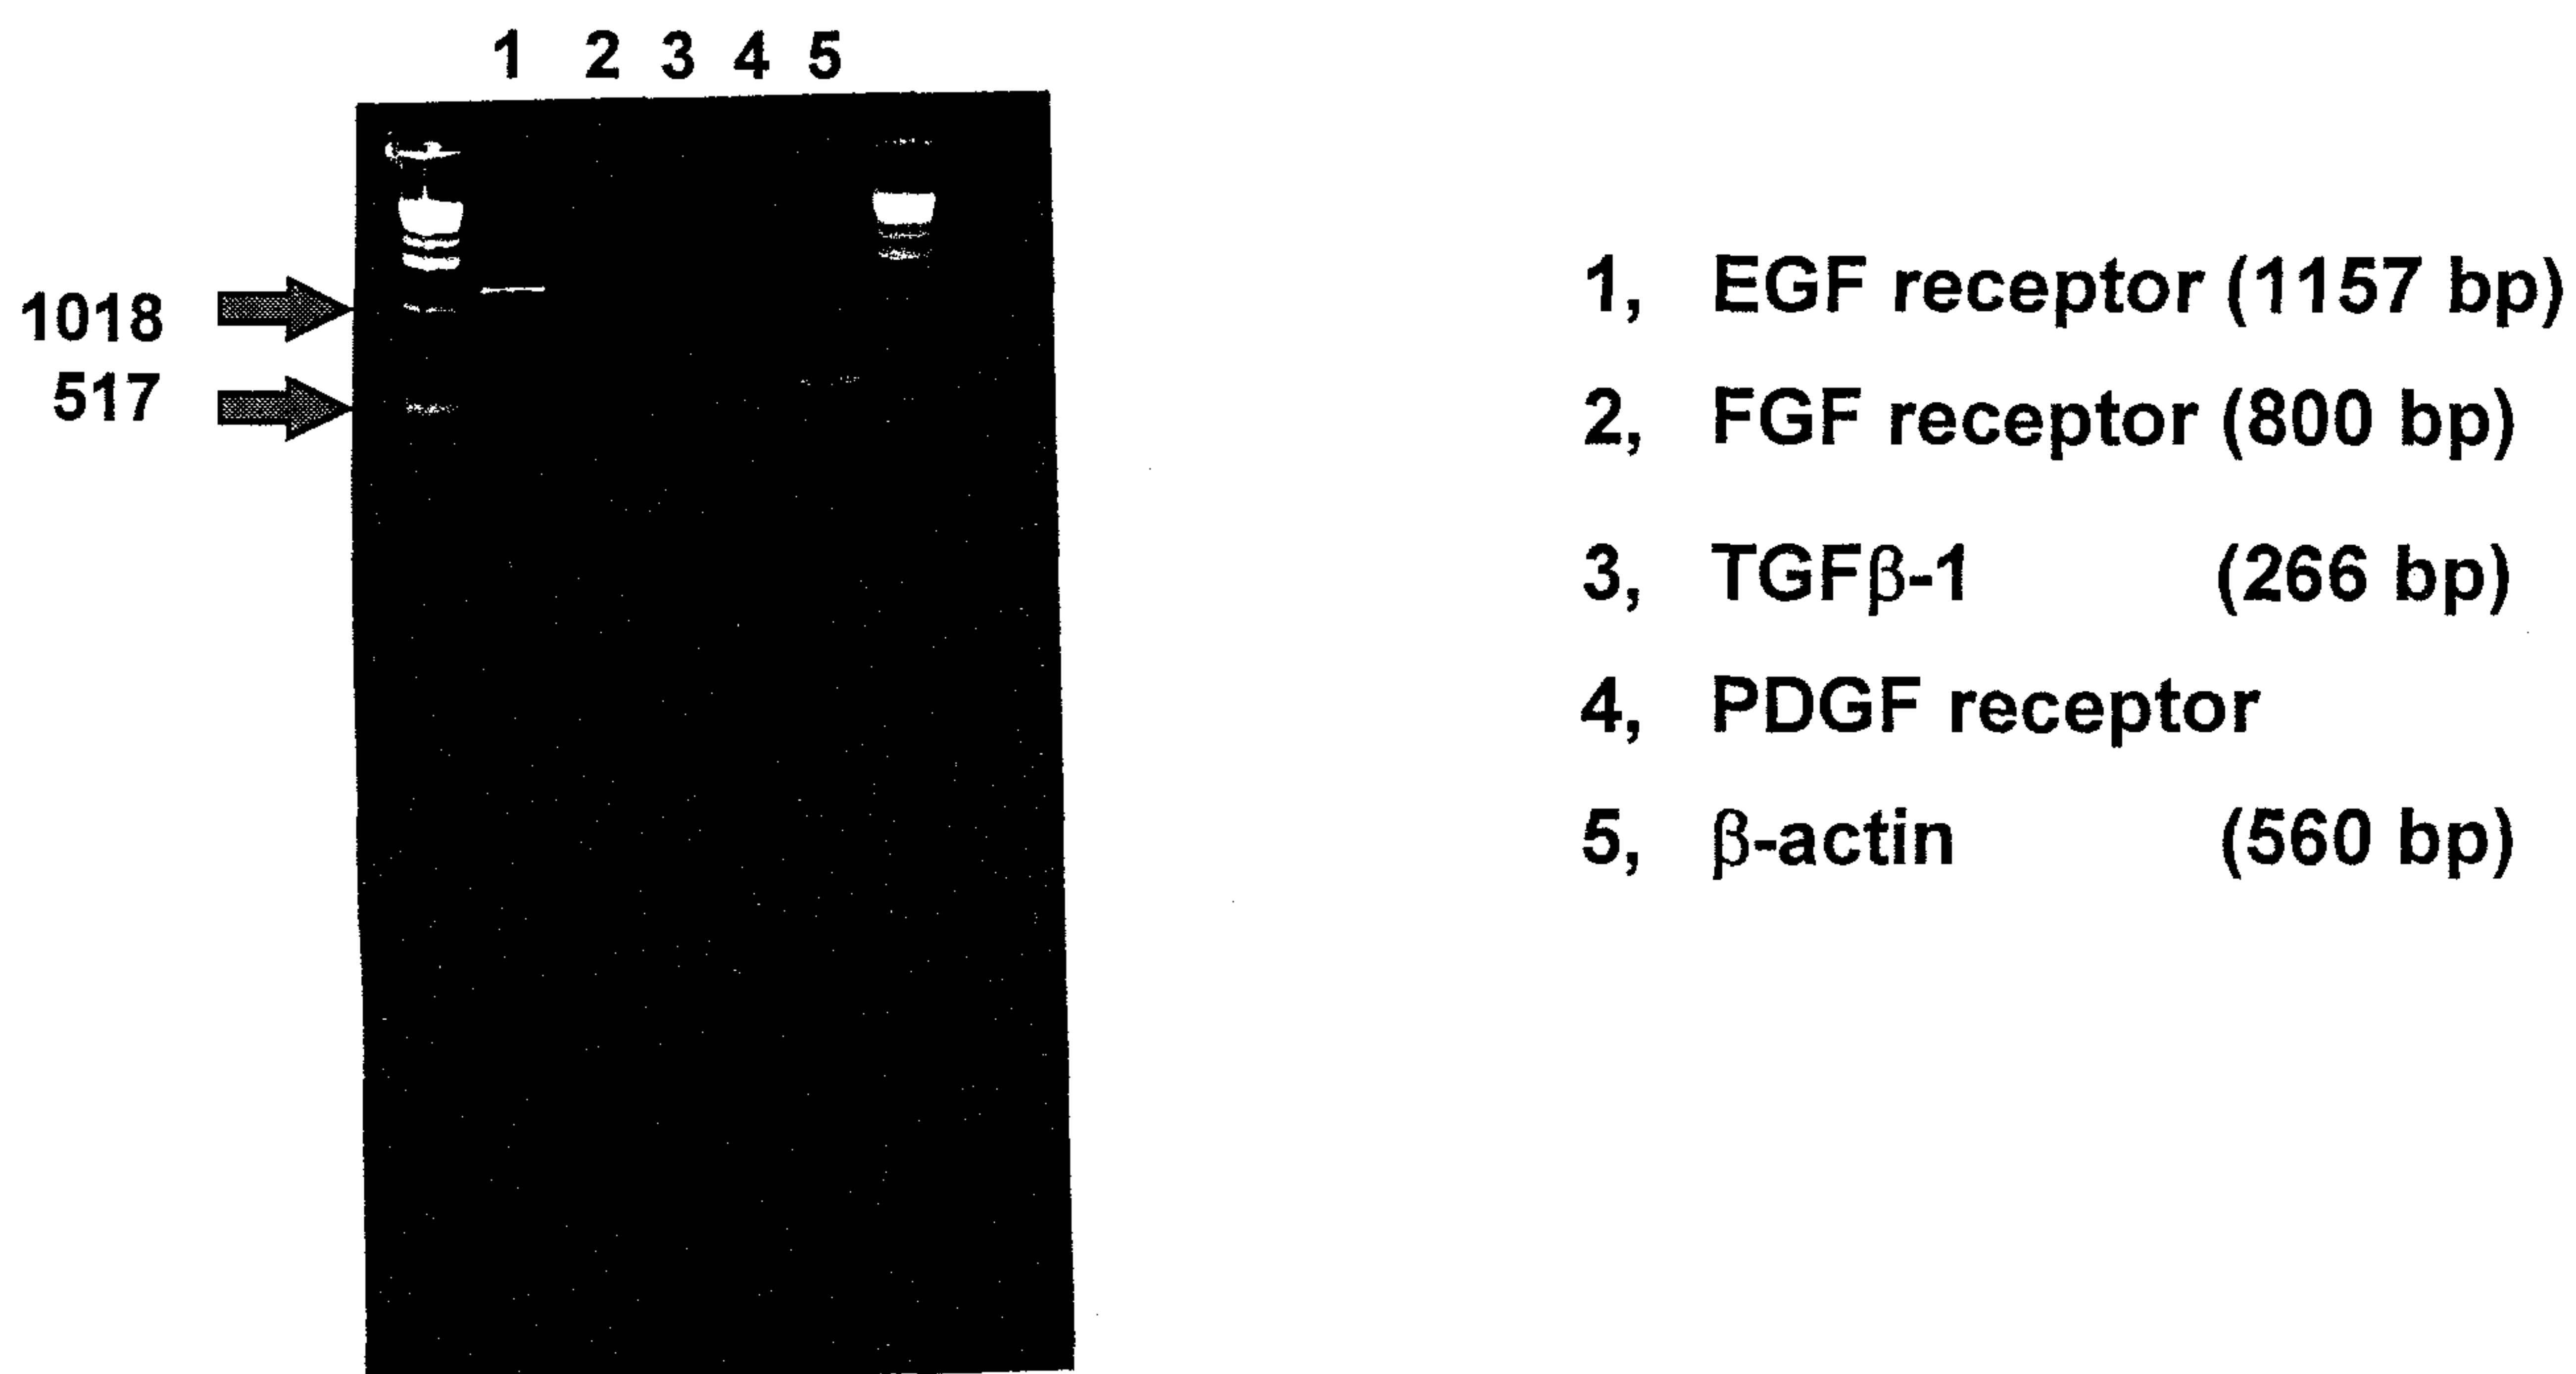 1 2 3 4 5
1018
517
1, EGF receptor (1157 bp)
2, FGF receptor (800 bp)
3, TGFβ-1 (266 bp)
4, PDGF receptor
5, β-actin (560 bp)